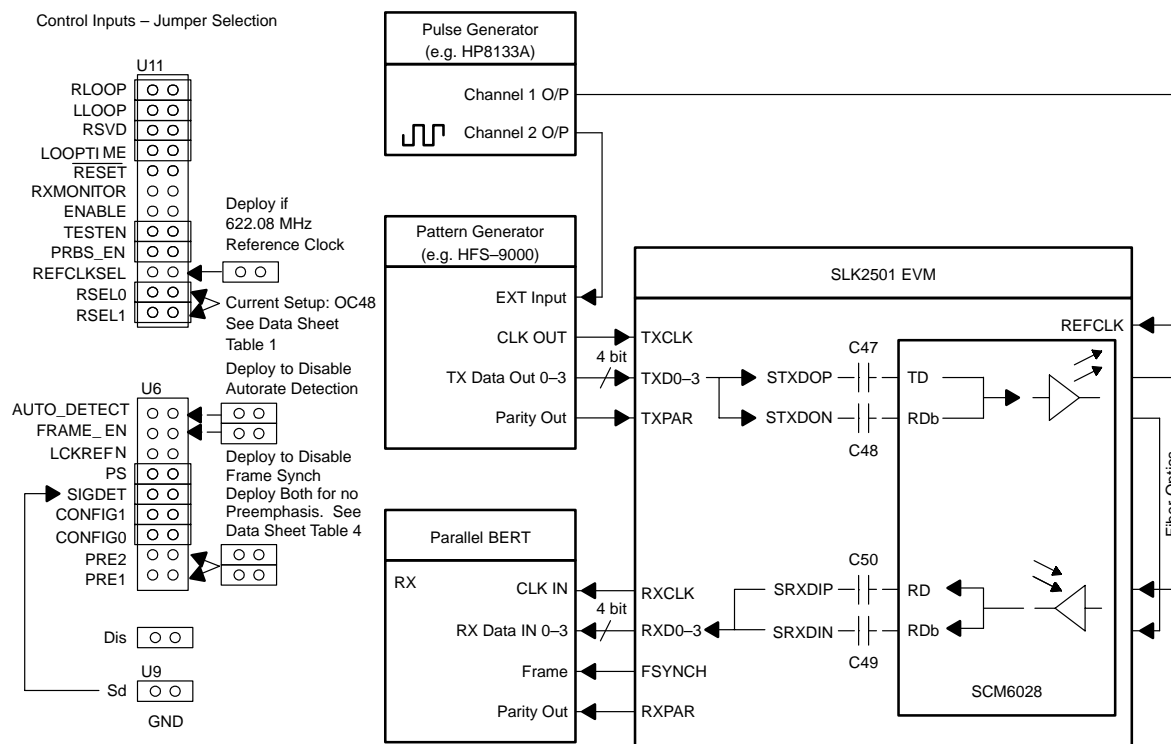 Control Inputs – Jumper Selection
U11
RLOOP
LLOOP
RSVD
LOOPTIME
RESET
RXMONITOR
ENABLE
TESTEN
PRBS_EN
REFCLKSEL
RSEL0
RSEL1
Deploy if
622.08 MHz
Reference Clock
Current Setup: OC48
See Data Sheet
Table 1
Deploy to Disable
Autorate Detection
U6
AUTO_DETECT
FRAME_EN
LCKREFN
PS
SIGDET
CONFIG1
CONFIG0
PRE2
PRE1
Deploy to Disable
Frame Synch
Deploy Both for no
Preemphasis. See
Data Sheet Table 4
Dis
U9
Sd
GND
Pulse Generator
(e.g. HP8133A)
Channel 1 O/P
Channel 2 O/P
Pattern Generator
(e.g. HFS–9000)
EXT Input
CLK OUT
4 bit
TX Data Out 0–3
Parity Out
Parallel BERT
RX
CLK IN
4 bit
RX Data IN 0–3
Frame
Parity Out
SLK2501 EVM
REFCLK
TXCLK
TXD0–3
TXPAR
STXDOP
STXDON
C47
C48
TD
RDb
RXCLK
RXD0–3
FSYNCH
RXPAR
SRXDIP
SRXDIN
C50
C49
RD
RDb
SCM6028
Fiber Optics